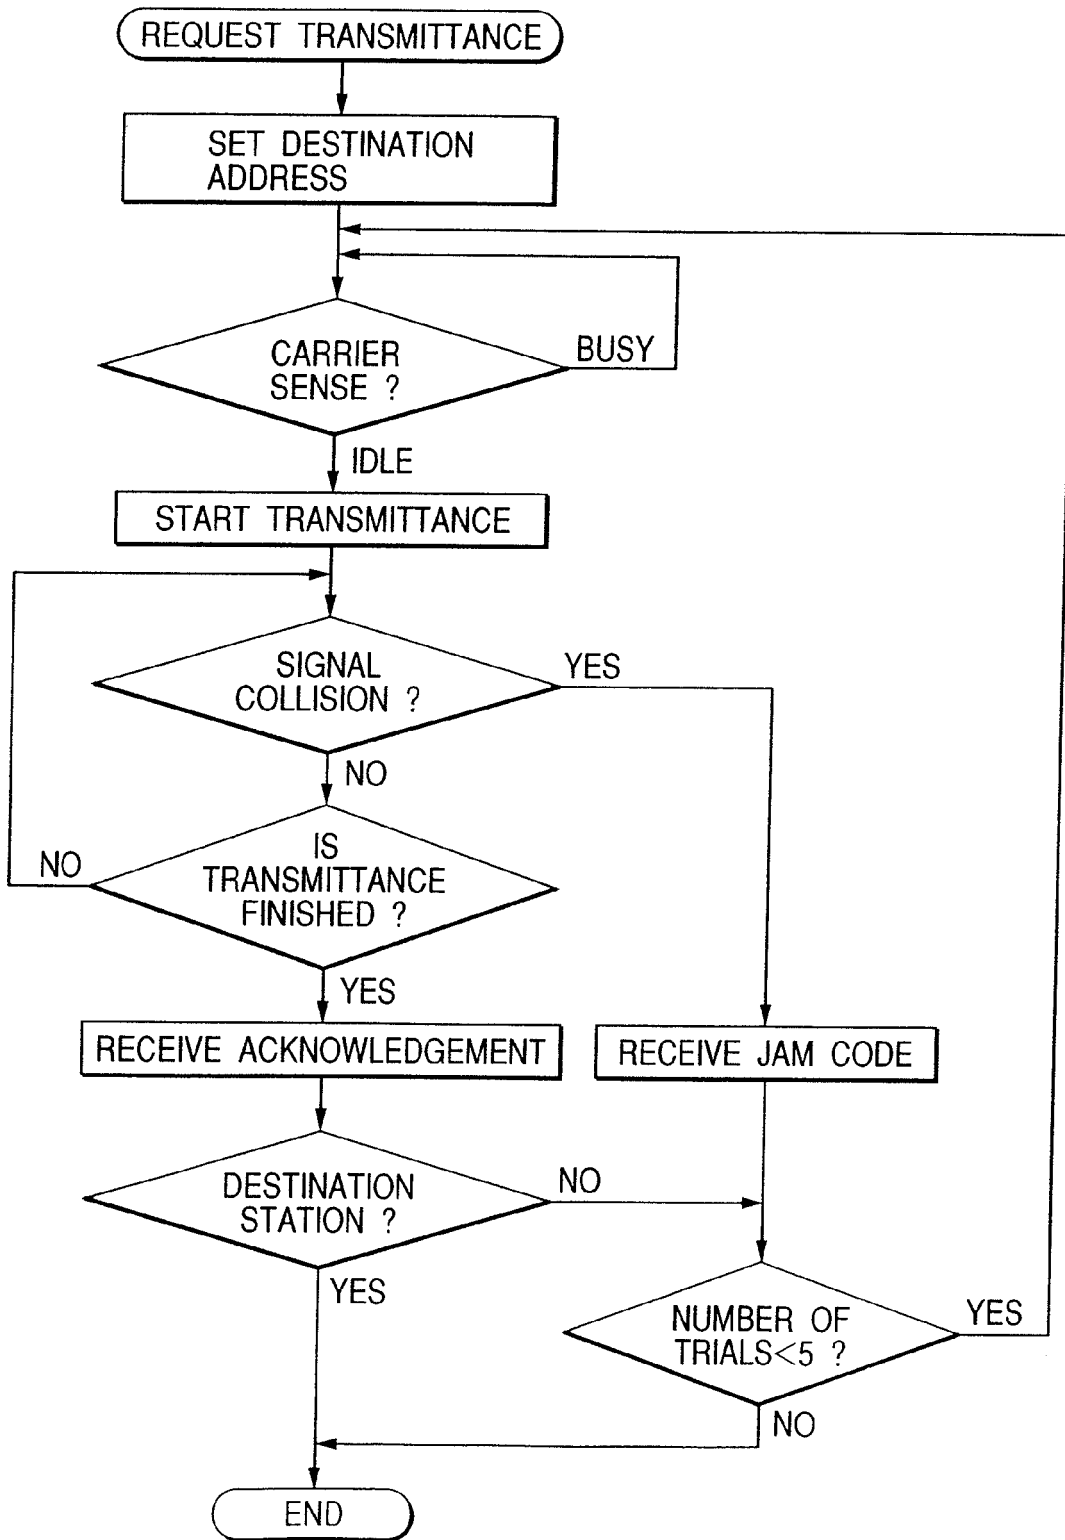 REQUEST TRANSMITTANCE
SET DESTINATION
ADDRESS
CARRIER
SENSE ?
BUSY
IDLE
START TRANSMITTANCE
SIGNAL
COLLISION ?
YES
NO
IS
TRANSMITTANCE
FINISHED ?
NO
YES
RECEIVE ACKNOWLEDGEMENT
RECEIVE JAM CODE
DESTINATION
STATION ?
NO
YES
NUMBER OF
TRIALS<5 ?
YES
NO
END